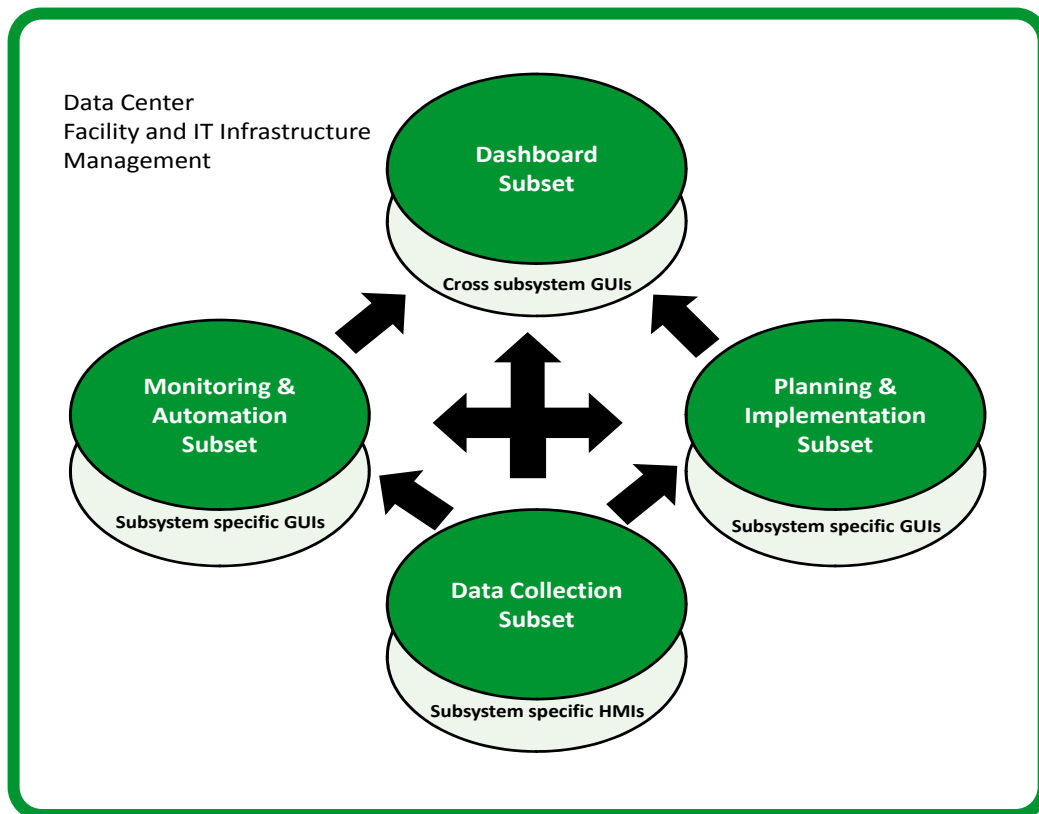 Data Center
Facility and IT Infrastructure
Management
Dashboard
Subset
Cross subsystem GUIs
Monitoring &
Automation
Subset
Subsystem specific GUIs
Planning &
Implementation
Subset
Subsystem specific GUIs
Data Collection
Subset
Subsystem specific HMIs